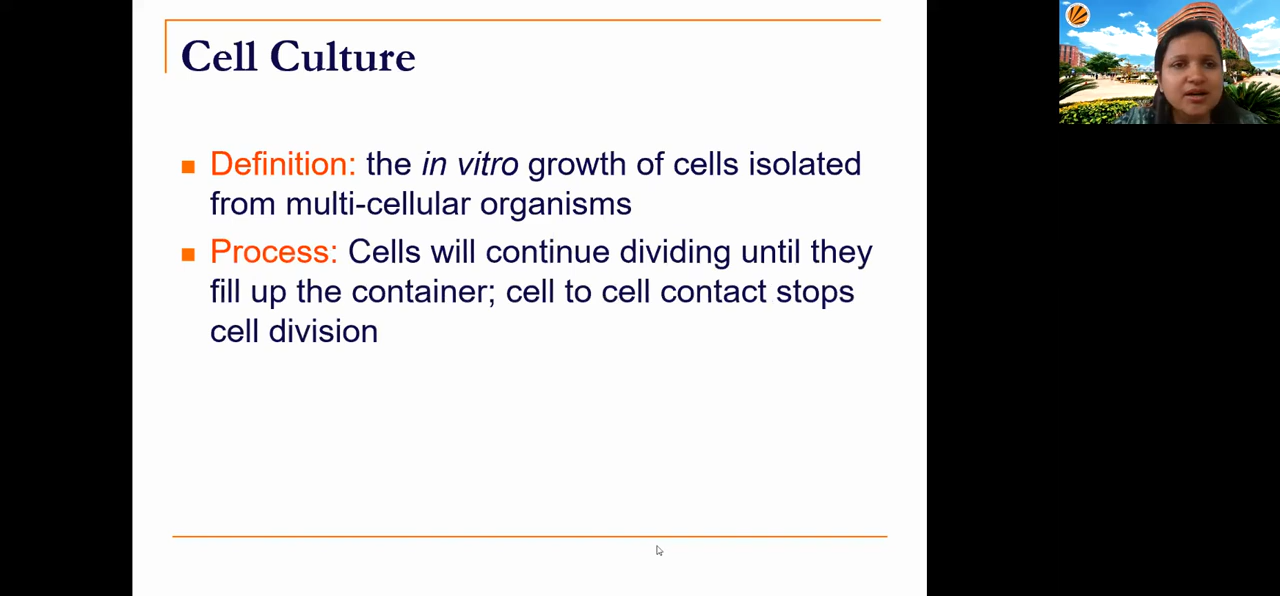 Cell Culture
Definition: the in vitro growth of cells isolated
from multi-cellular organisms
Process: Cells will continue dividing until they
fill up the container; cell to cell contact stops
cell division